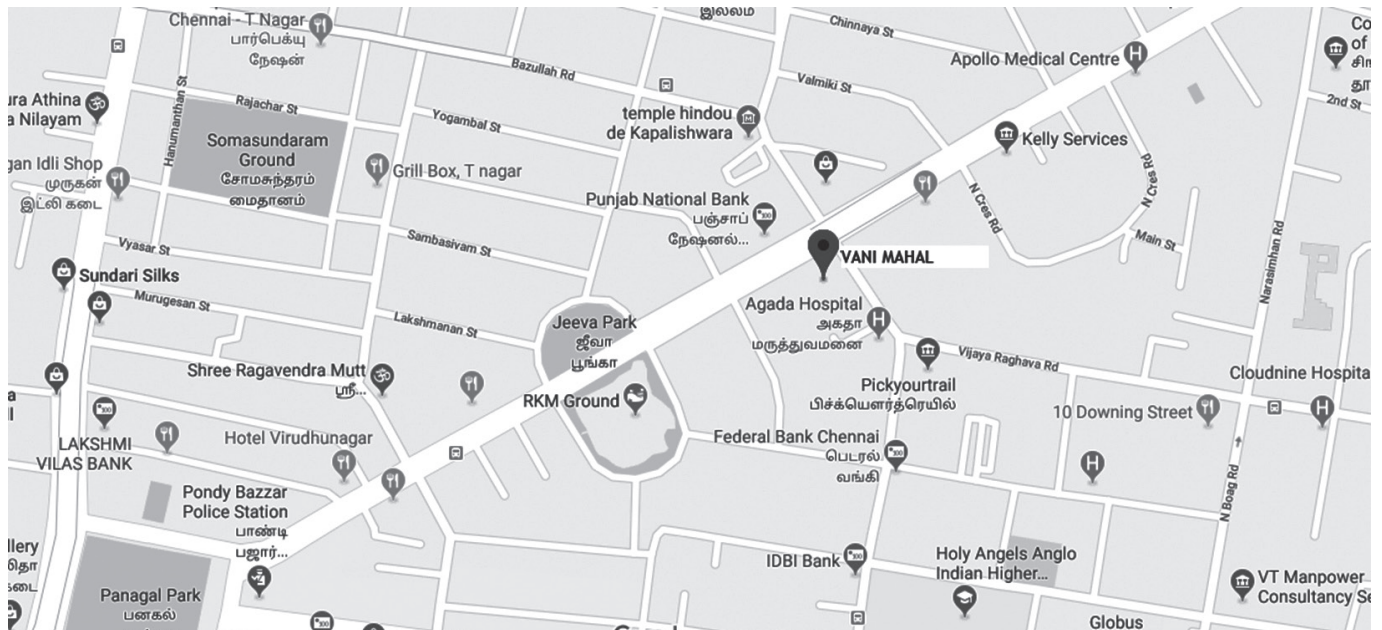 இல்லம்
Chennai - T Nagar
பார்பெக்யு
நேஷன்
Chinnaya St
Co
of
சிங
தூ
Apollo Medical Centre
Bazullah Rd
Valmiki St
ura Athina
a Nilayam
Rajachar St
Hanumanthan St
temple hindou
de Kapalishwara
Yogambal St
2nd St
Somasundaram
Ground
சோமசுந்தரம்
மைதானம்
Kelly Services
gan Idli Shop
முருகன்
இட்லி கடை
Grill Box, T nagar
N Cres Rd
N Cres Rd
Punjab National Bank
பஞ்சாப்
நேஷனல்...
Main St
Vyasar St
Sambasivam St
VANI MAHAL
Narasimhan Rd
Sundari Silks
Murugesan St
Agada Hospital
அகதா
மருத்துவமனை
Lakshmanan St
Jeeva Park
ஜீவா
பூங்கா
Vijaya Raghava Rd
Shree Ragavendra Mutt
ஸ்ரீ...
Pickyourtrail
பிச்க்யௌர்த்ரெயில்
Cloudnine Hospita
RKM Ground
10 Downing Street
a
l
LAKSHMI
VILAS BANK
Hotel Virudhunagar
Federal Bank Chennai
பெடரல்
வங்கி
N Boag Rd
Pondy Bazzar
Police Station
பாண்டி
பஜார்...
IDBI Bank
Holy Angels Anglo
Indian Higher...
llery
லிதா
கடை
Panagal Park
பனகல்
VT Manpower
Consultancy Se
Globus